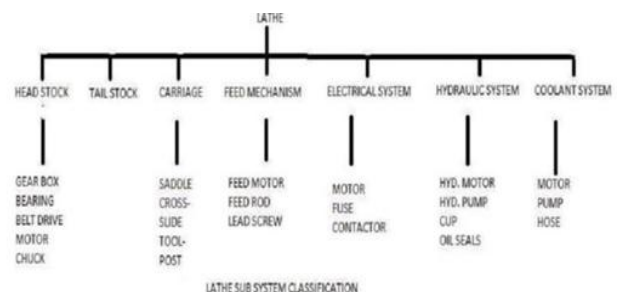 LATHE
HEAD STOCK TAIL STOCK CARRIAGE FEED MECHANISM ELECTRICAL SYSTEM HYDRAULIC SYSTEM COOLANT SYSTEM
GEAR BOX
BEARING
BELT DRIVE
MOTOR
CHUCK
SADDLE
CROSS-
SLIDE
TOOL-
POST
FEED MOTOR
FEED ROD
LEAD SCREW
MOTOR
FUSE
CONTACTOR
HYD. MOTOR
HYD. PUMP
CUP
OIL SEALS
MOTOR
PUMP
HOSE
LATHE SUB SYSTEM CLASSIFICATION